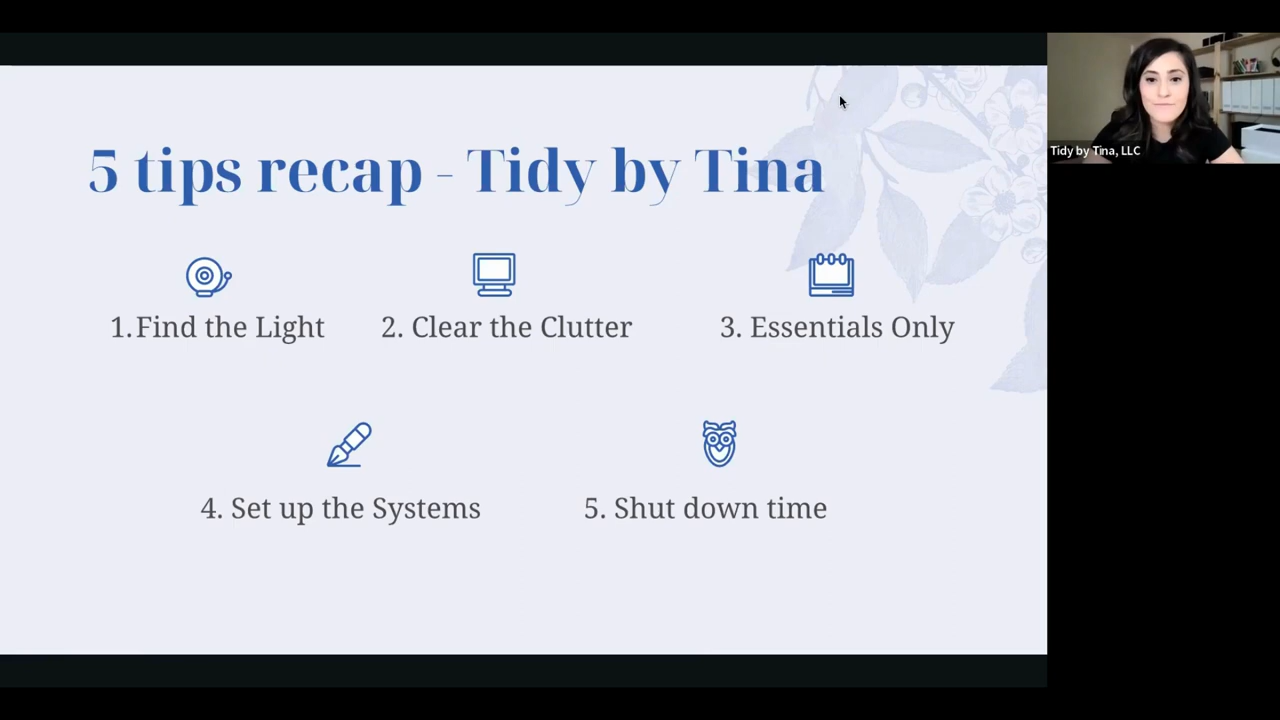 5 tips recap - Tidy by Tina
1. Find the Light
2. Clear the Clutter
3. Essentials Only
4. Set up the Systems
5. Shut down time
Tidy by Tina, LLC